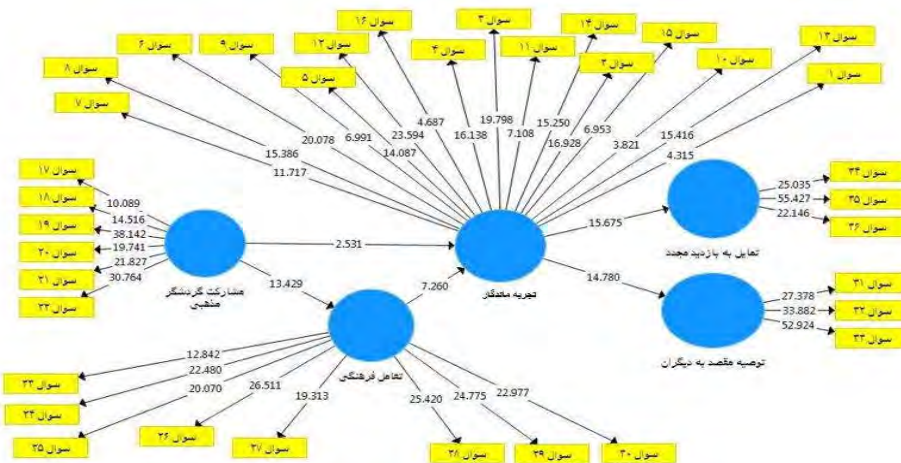 سوال ۱۶
سوال ۳
سوال ۱۴
سوال ۶
سوال ۹
سوال ۱۲
سوال ۴
سوال ۱۱
سوال ۱۵
سوال ۱۳
سوال ۸
سوال ۵
سوال ۲
سوال ۱۰
سوال ۱
سوال ۷
4.687
19.798
15.250
20.078
6.991
23.594
16.138
7.108
6.953
15.416
15.386
14.087
16.928
3.821
11.717
4.315
سوال ۱۷
سوال ۱۸
سوال ۱۹
سوال ۲۰
سوال ۲۱
سوال ۲۲
10.089
14.516
38.142
19.741
21.827
30.764
مشارکت گردشگر
مذهبی
2.531
13.429
7.260
تجربه ماندگار
15.675
14.780
25.035
55.427
22.146
سوال ۳۴
سوال ۳۵
سوال ۳۶
تمایل به بازدید مجدد
27.378
33.882
52.924
سوال ۳۱
سوال ۳۲
سوال ۳۳
توصیه مقصد به دیگران
تعامل فرهنگی
12.842
22.480
20.070
26.511
19.313
25.420
24.775
22.977
سوال ۲۳
سوال ۲۴
سوال ۲۵
سوال ۲۶
سوال ۲۷
سوال ۲۸
سوال ۲۹
سوال ۳۰